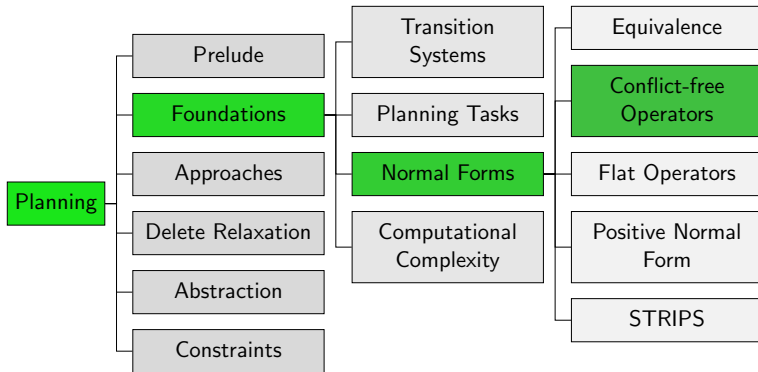 Planning
Prelude
Foundations
Approaches
Delete Relaxation
Abstraction
Constraints
Transition
Systems
Planning Tasks
Normal Forms
Computational
Complexity
Equivalence
Conflict-free
Operators
Flat Operators
Positive Normal
Form
STRIPS